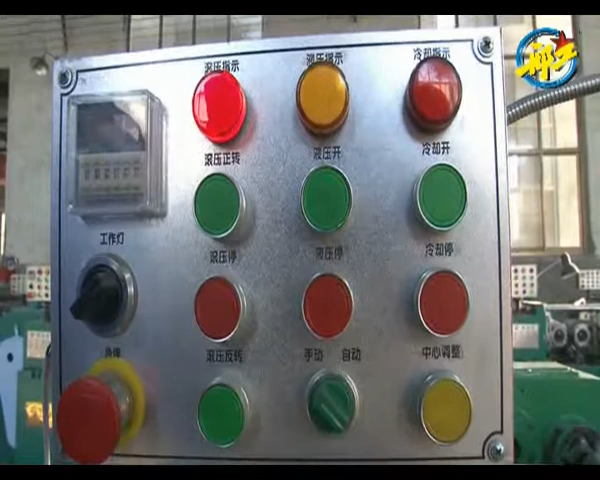 滚压指示 液压指示 冷却指示
滚压正转 液压开 冷却开
工作灯 滚压停 液压停 冷却停
急停 滚压反转 手动 自动 中心调整